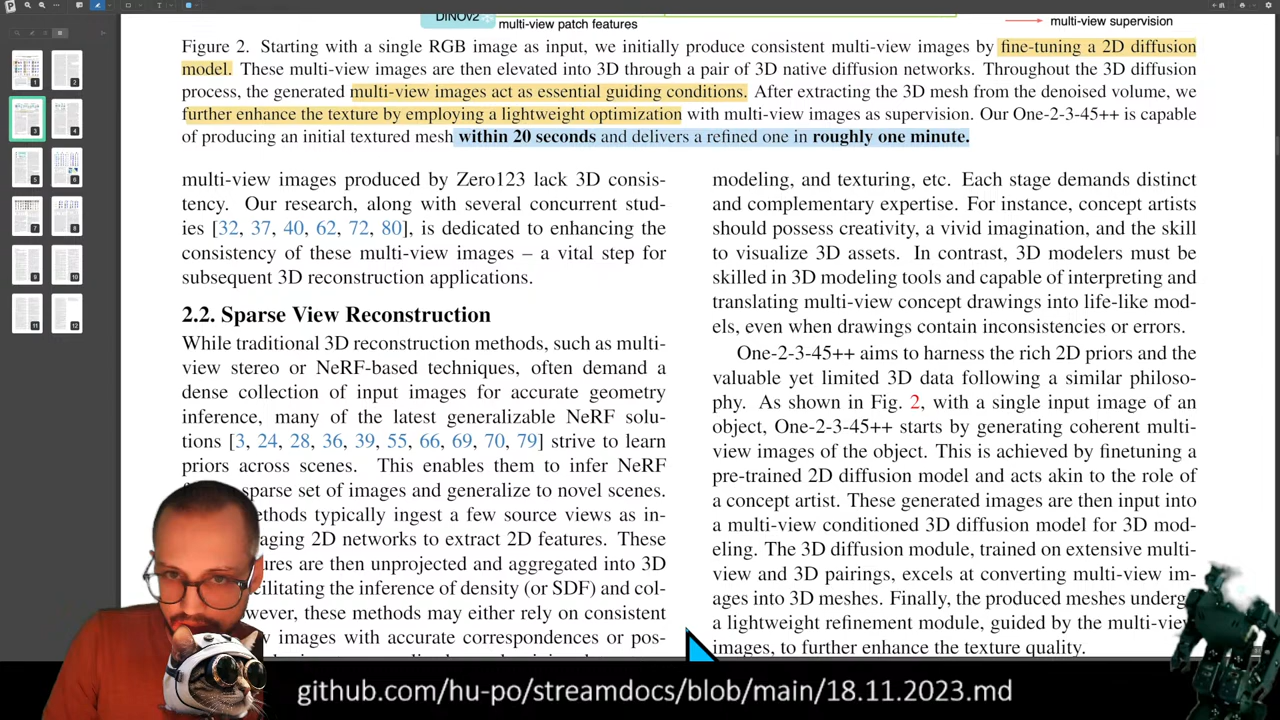 DINOv2
multi-view patch features
multi-view supervision
Figure 2. Starting with a single RGB image as input, we initially produce consistent multi-view images by fine-tuning a 2D diffusion
model. These multi-view images are then elevated into 3D through a pair of 3D native diffusion networks. Throughout the 3D diffusion
process, the generated multi-view images act as essential guiding conditions. After extracting the 3D mesh from the denoised volume, we
further enhance the texture by employing a lightweight optimization with multi-view images as supervision. Our One-2-3-45++ is capable
of producing an initial textured mesh within 20 seconds and delivers a refined one in roughly one minute.
multi-view images produced by Zero123 lack 3D consis-
tency. Our research, along with several concurrent stud-
ies [32, 37, 40, 62, 72, 80], is dedicated to enhancing the
consistency of these multi-view images – a vital step for
subsequent 3D reconstruction applications.
2.2. Sparse View Reconstruction
While traditional 3D reconstruction methods, such as multi-
view stereo or NeRF-based techniques, often demand a
dense collection of input images for accurate geometry
inference, many of the latest generalizable NeRF solu-
tions [3, 24, 28, 36, 39, 55, 66, 69, 70, 79] strive to learn
priors across scenes. This enables them to infer NeRF
sparse set of images and generalize to novel scenes.
ethods typically ingest a few source views as in-
aging 2D networks to extract 2D features. These
ures are then unprojected and aggregated into 3D
cilitating the inference of density (or SDF) and col-
owever, these methods may either rely on consistent
w images with accurate correspondences or pos-
modeling, and texturing, etc. Each stage demands distinct
and complementary expertise. For instance, concept artists
should possess creativity, a vivid imagination, and the skill
to visualize 3D assets. In contrast, 3D modelers must be
skilled in 3D modeling tools and capable of interpreting and
translating multi-view concept drawings into life-like mod-
els, even when drawings contain inconsistencies or errors.
One-2-3-45++ aims to harness the rich 2D priors and the
valuable yet limited 3D data following a similar philoso-
phy. As shown in Fig. 2, with a single input image of an
object, One-2-3-45++ starts by generating coherent multi-
view images of the object. This is achieved by finetuning a
pre-trained 2D diffusion model and acts akin to the role of
a concept artist. These generated images are then input into
a multi-view conditioned 3D diffusion model for 3D mod-
eling. The 3D diffusion module, trained on extensive multi-
view and 3D pairings, excels at converting multi-view im-
ages into 3D meshes. Finally, the produced meshes underg
a lightweight refinement module, guided by the multi-view
images, to further enhance the texture quality.
github.com/hu-po/streamdocs/blob/main/18.11.2023.md